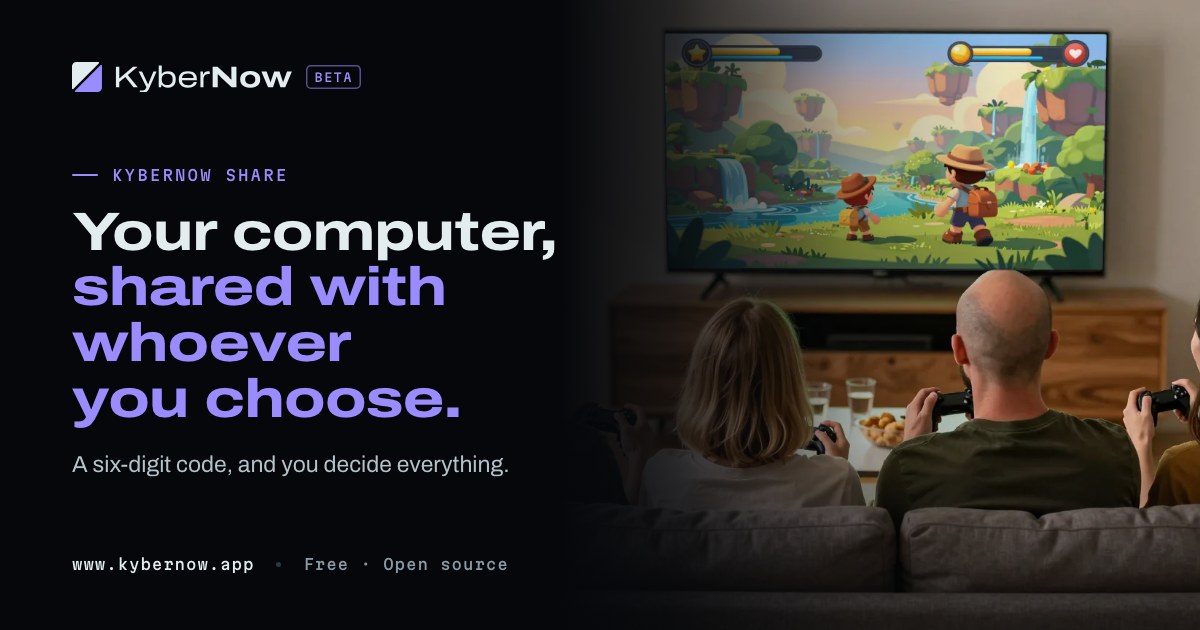 KyberNow BETA
KYBERNOW SHARE
Your computer,
shared with
whoever
you choose.
A six-digit code, and you decide everything.
www.kybernow.app • Free · Open source